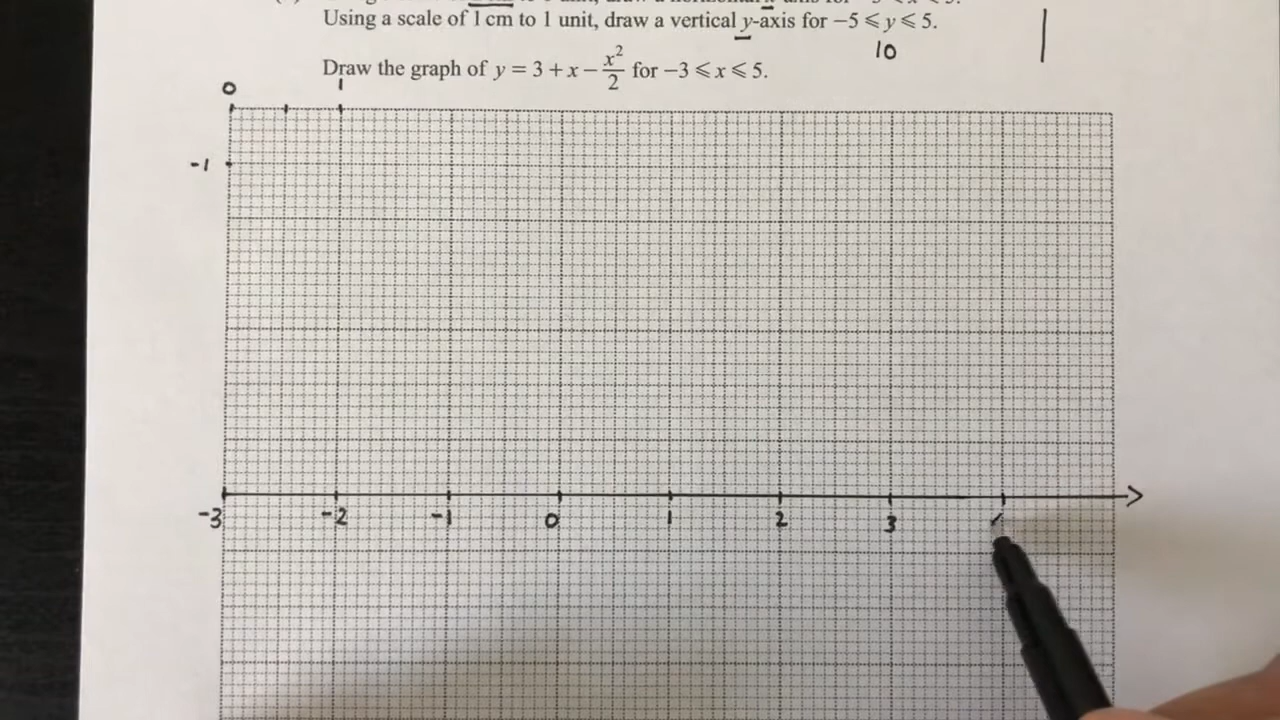 Using a scale of 1 cm to 1 unit, draw a vertical y-axis for −5 ⩽ y ⩽ 5.
10
Draw the graph of y = 3 + x − x²/2 for −3 ⩽ x ⩽ 5.
0 1
-1
-3 -2 -1 0 1 2 3